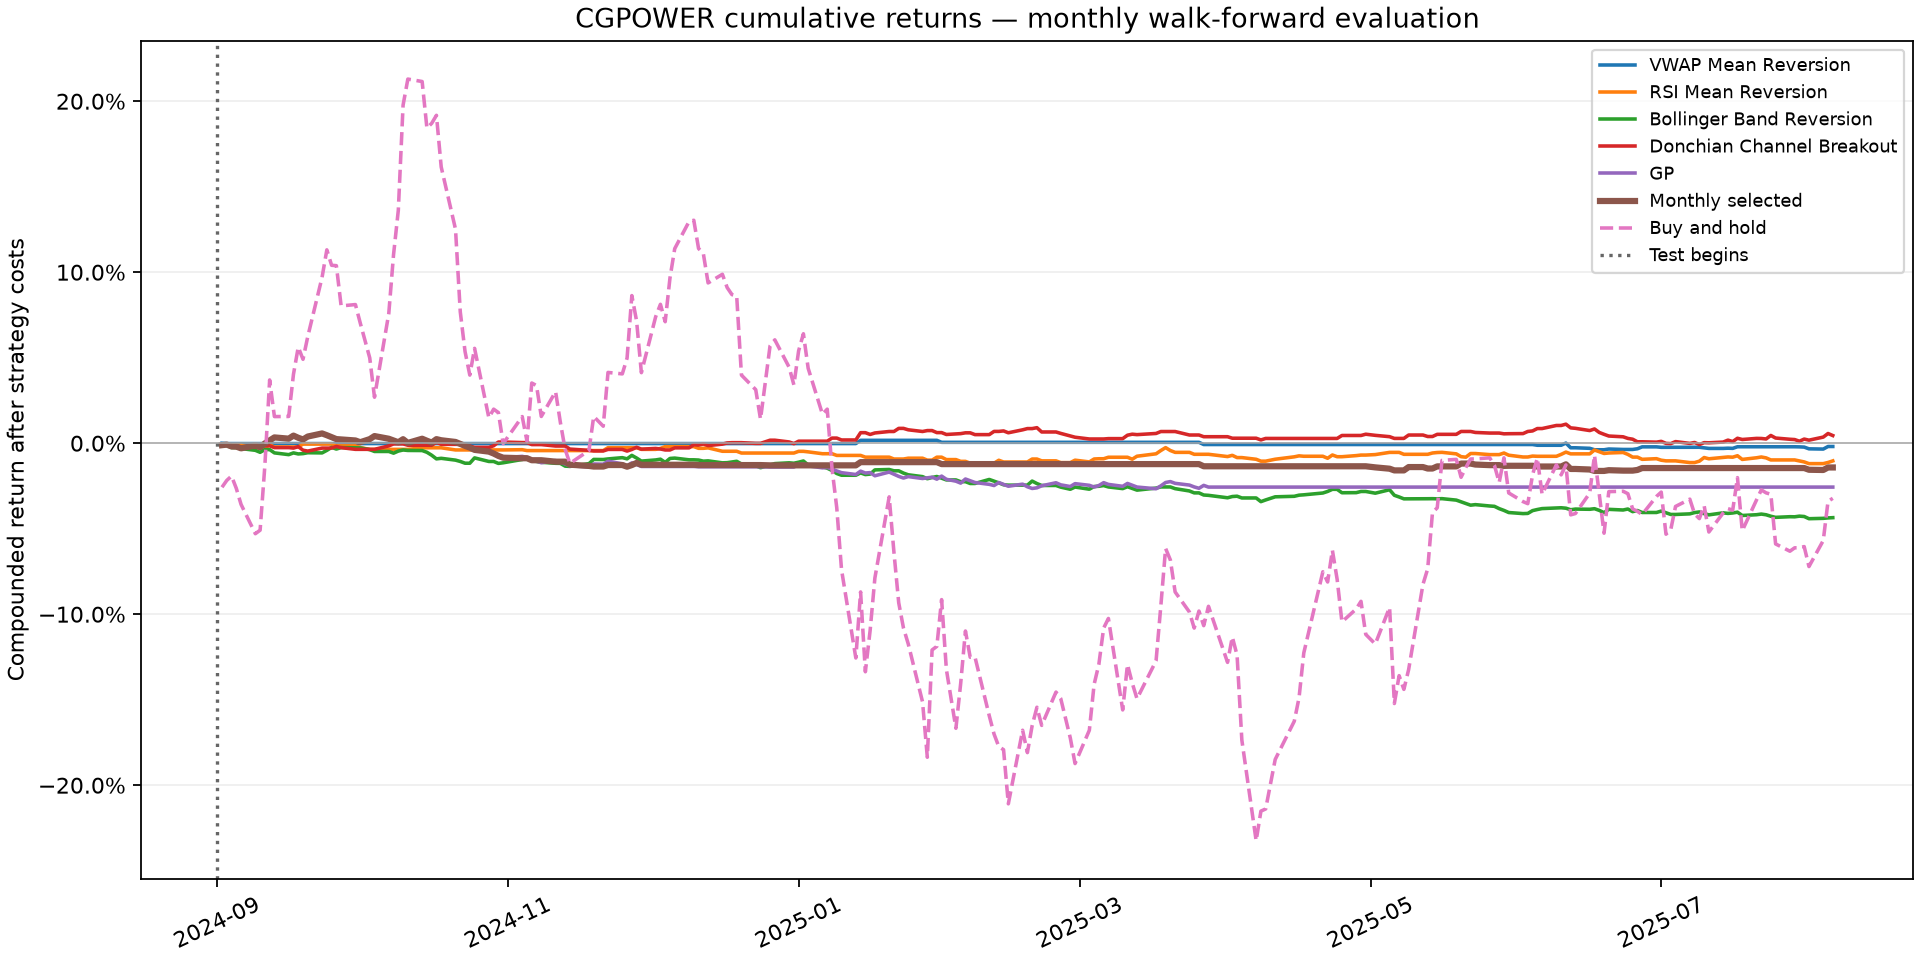 CGPOWER cumulative returns — monthly walk-forward evaluation
Compounded return after strategy costs
20.0%
10.0%
0.0%
−10.0%
−20.0%
VWAP Mean Reversion
RSI Mean Reversion
Bollinger Band Reversion
Donchian Channel Breakout
GP
Monthly selected
Buy and hold
Test begins
2024-09
2024-11
2025-01
2025-03
2025-05
2025-07